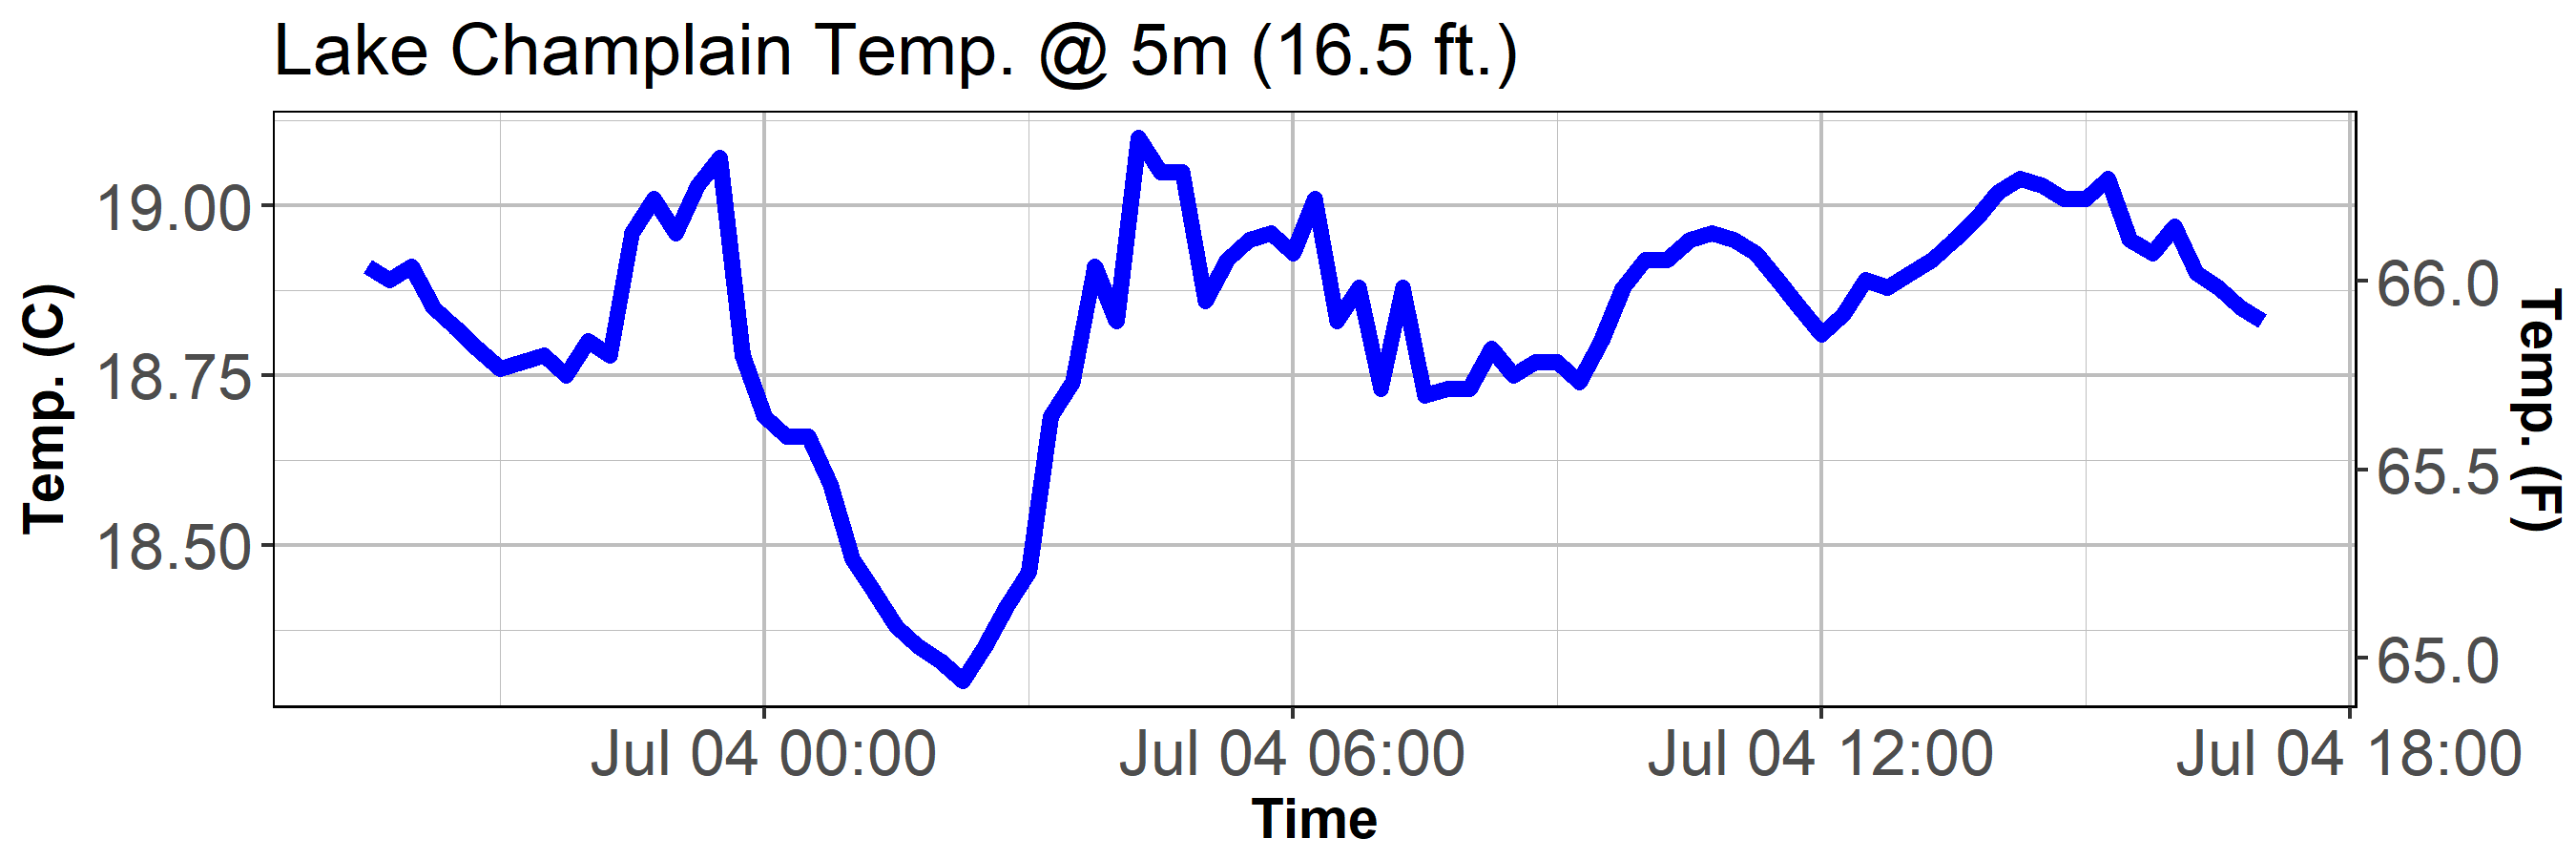 Lake Champlain Temp. @ 5m (16.5 ft.)
Temp. (C)
19.00
18.75
18.50
66.0
65.5
65.0
Temp. (F)
Jul 04 00:00 Jul 04 06:00 Jul 04 12:00 Jul 04 18:00
Time